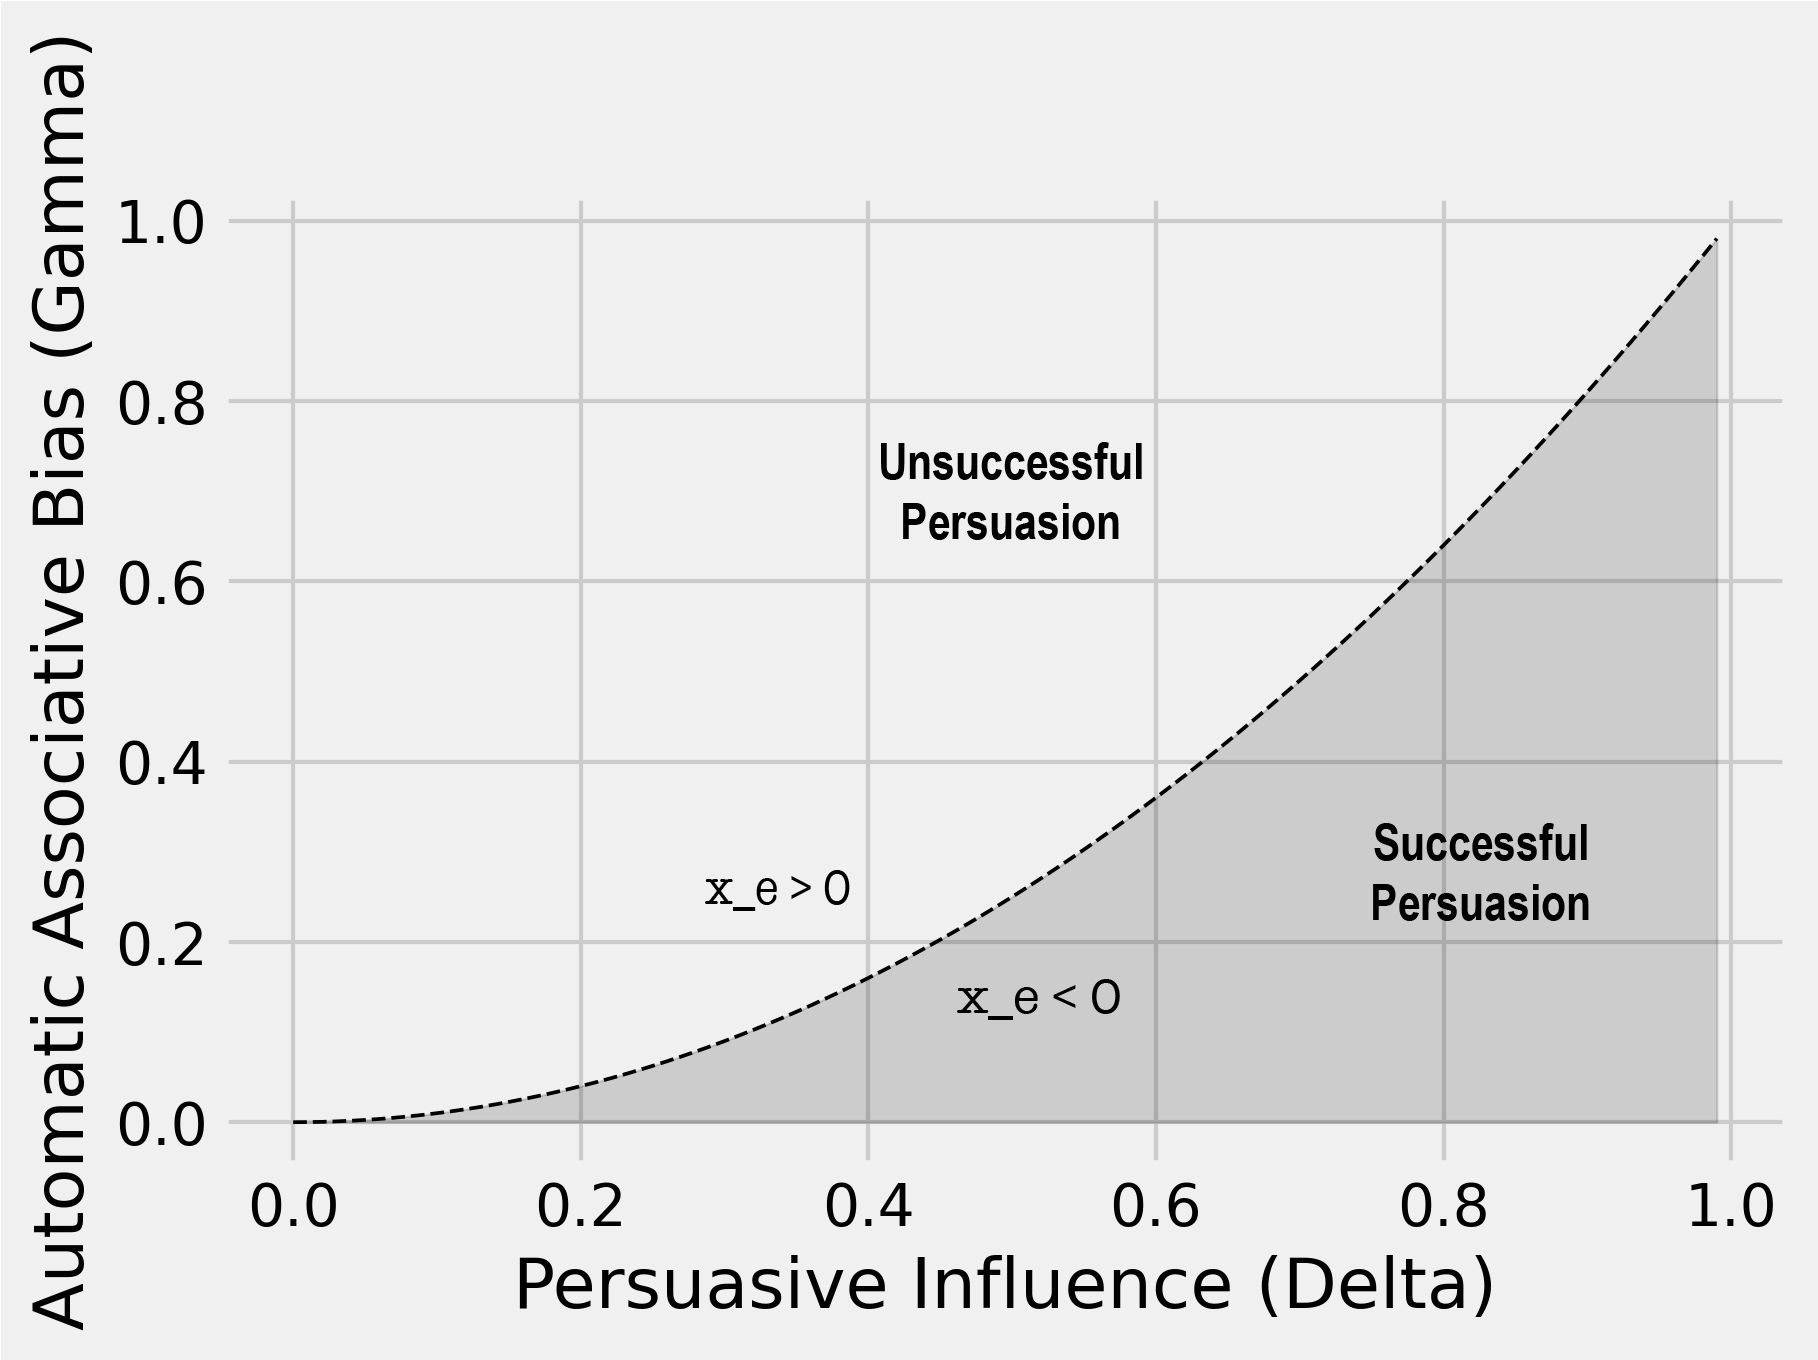 Automatic Associative Bias (Gamma)
1.0
0.8
0.6
0.4
0.2
0.0
Unsuccessful
Persuasion
Successful
Persuasion
x_e > 0
x_e < 0
0.0 0.2 0.4 0.6 0.8 1.0
Persuasive Influence (Delta)